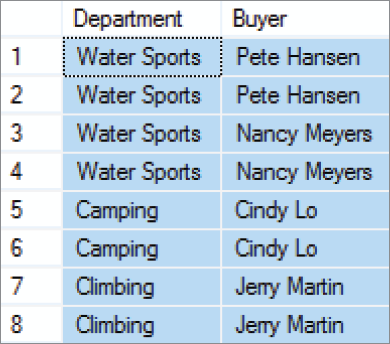 Department Buyer
1 Water Sports Pete Hansen
2 Water Sports Pete Hansen
3 Water Sports Nancy Meyers
4 Water Sports Nancy Meyers
5 Camping Cindy Lo
6 Camping Cindy Lo
7 Climbing Jerry Martin
8 Climbing Jerry Martin